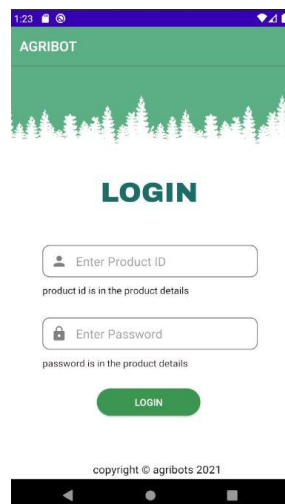 1:23
AGRIBOT
LOGIN
Enter Product ID
product id is in the product details
Enter Password
password is in the product details
LOGIN
copyright © agribots 2021